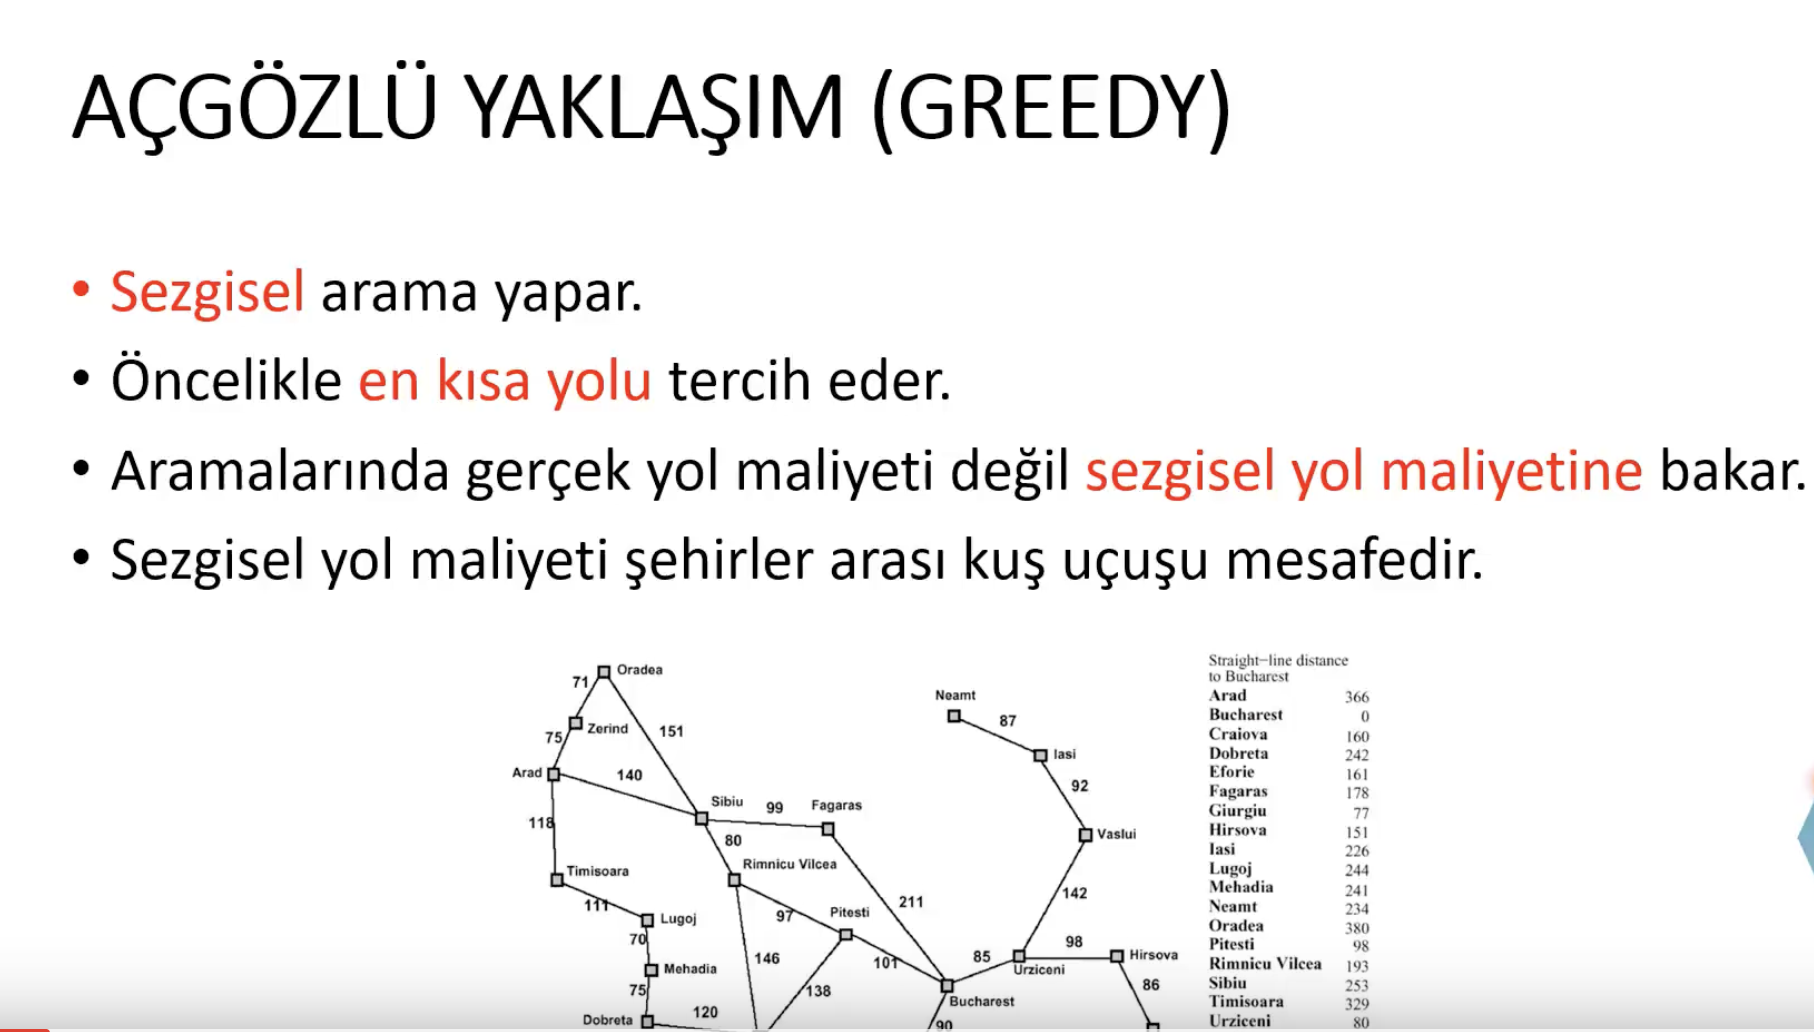 AÇGÖZLÜ YAKLAŞIM (GREEDY)
• Sezgisel arama yapar.
• Öncelikle en kısa yolu tercih eder.
• Aramalarında gerçek yol maliyeti değil sezgisel yol maliyetine bakar.
• Sezgisel yol maliyeti şehirler arası kuş uçuşu mesafedir.
Oradea
71
Zerind
151
75
Arad
140
118
Sibiu
99
Fagaras
80
Rimnicu Vilcea
Timisoara
111
Lugoj
97
Pitesti
211
70
146
101
Mehadia
75
138
Dobreta
120
Bucharest
90
85
Urziceni
98
Hirsova
86
142
Vaslui
92
Iasi
87
Neamt
Straight–line distance
to Bucharest
Arad 366
Bucharest 0
Craiova 160
Dobreta 242
Eforie 161
Fagaras 178
Giurgiu 77
Hirsova 151
Iasi 226
Lugoj 244
Mehadia 241
Neamt 234
Oradea 380
Pitesti 98
Rimnicu Vilcea 193
Sibiu 253
Timisoara 329
Urziceni 80